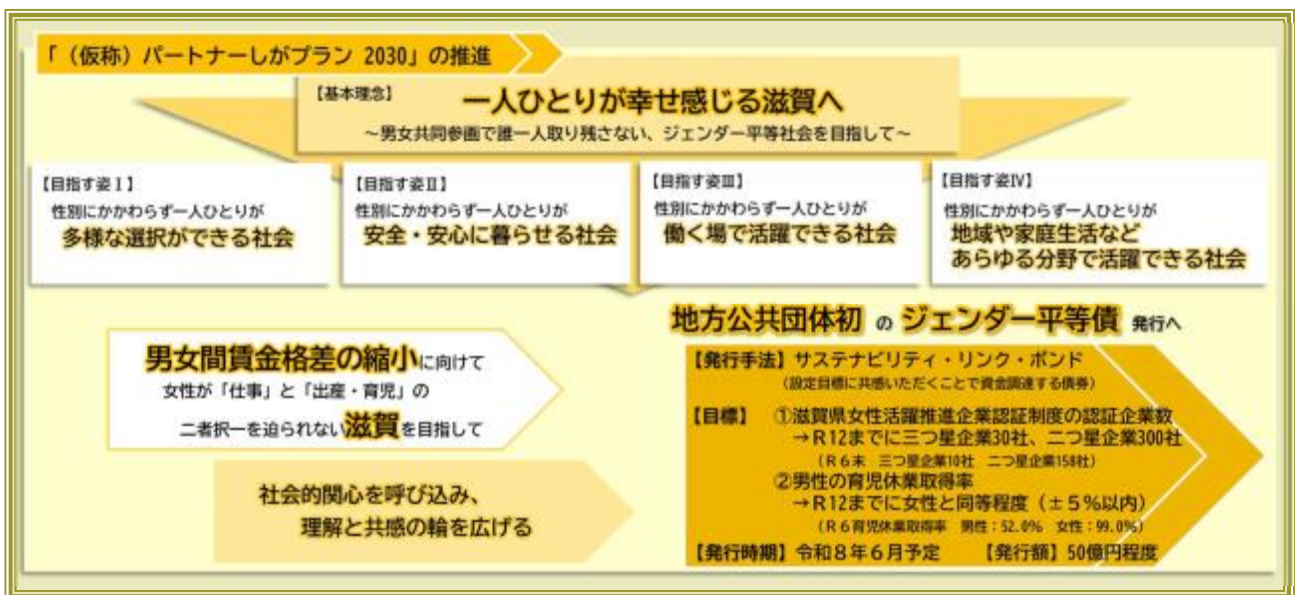 「（仮称）パートナーしがプラン 2030」の推進
【基本理念】 一人ひとりが幸せ感じる滋賀へ
～男女共同参画で誰一人取り残さない、ジェンダー平等社会を目指して～
【目指す姿Ⅰ】
性別にかかわらず一人ひとりが
多様な選択ができる社会
【目指す姿Ⅱ】
性別にかかわらず一人ひとりが
安全・安心に暮らせる社会
【目指す姿Ⅲ】
性別にかかわらず一人ひとりが
働く場で活躍できる社会
【目指す姿Ⅳ】
性別にかかわらず一人ひとりが
地域や家庭生活など
あらゆる分野で活躍できる社会
男女間賃金格差の縮小に向けて
女性が「仕事」と「出産・育児」の
二者択一を迫られない滋賀を目指して
社会的関心を呼び込み、
理解と共感の輪を広げる
地方公共団体初 の ジェンダー平等債 発行へ
【発行手法】サステナビリティ・リンク・ボンド
（設定目標に共感いただくことで資金調達する債券）
【目標】 ①滋賀県女性活躍推進企業認証制度の認証企業数
→R12までに三つ星企業30社、二つ星企業300社
（R６末 三つ星企業10社 二つ星企業158社）
②男性の育児休業取得率
→R12までに女性と同等程度（±５％以内）
（R６育児休業取得率 男性：52.0% 女性：99.0%）
【発行時期】令和８年６月予定 【発行額】50億円程度